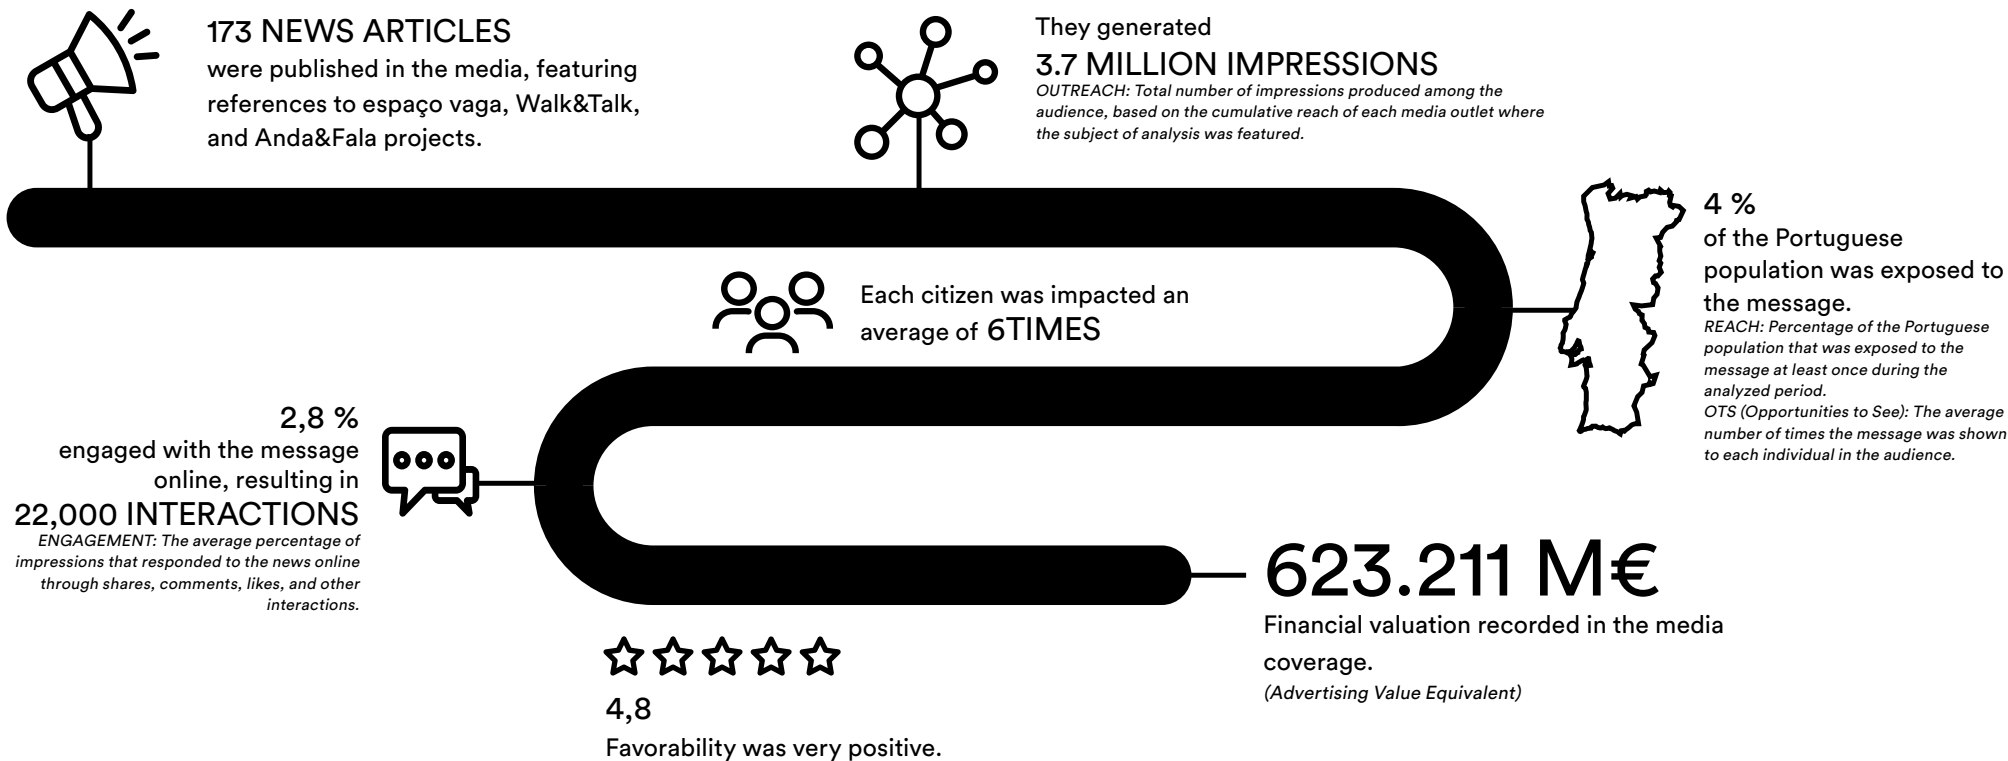 173 NEWS ARTICLES
were published in the media, featuring
references to espaço vaga, Walk&Talk,
and Anda&Fala projects.
They generated
3.7 MILLION IMPRESSIONS
OUTREACH: Total number of impressions produced among the
audience, based on the cumulative reach of each media outlet where
the subject of analysis was featured.
4 %
of the Portuguese
population was exposed to
the message.
REACH: Percentage of the Portuguese
population that was exposed to the
message at least once during the
analyzed period.
OTS (Opportunities to See): The average
number of times the message was shown
to each individual in the audience.
Each citizen was impacted an
average of 6TIMES
2,8 %
engaged with the message
online, resulting in
22,000 INTERACTIONS
ENGAGEMENT: The average percentage of
impressions that responded to the news online
through shares, comments, likes, and other
interactions.
623.211 M€
Financial valuation recorded in the media
coverage.
(Advertising Value Equivalent)
4,8
Favorability was very positive.